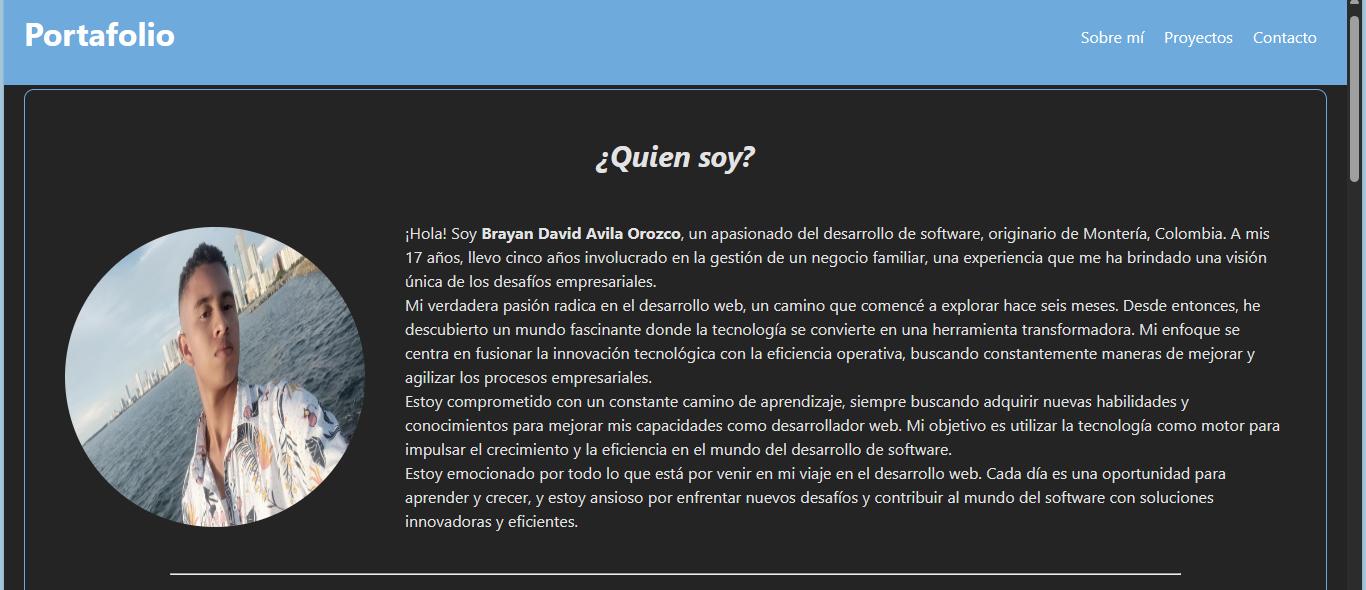 Portafolio
Sobre mí Proyectos Contacto
¿Quien soy?
¡Hola! Soy Brayan David Avila Orozco, un apasionado del desarrollo de software, originario de Montería, Colombia. A mis
17 años, llevo cinco años involucrado en la gestión de un negocio familiar, una experiencia que me ha brindado una visión
única de los desafíos empresariales.
Mi verdadera pasión radica en el desarrollo web, un camino que comencé a explorar hace seis meses. Desde entonces, he
descubierto un mundo fascinante donde la tecnología se convierte en una herramienta transformadora. Mi enfoque se
centra en fusionar la innovación tecnológica con la eficiencia operativa, buscando constantemente maneras de mejorar y
agilizar los procesos empresariales.
Estoy comprometido con un constante camino de aprendizaje, siempre buscando adquirir nuevas habilidades y
conocimientos para mejorar mis capacidades como desarrollador web. Mi objetivo es utilizar la tecnología como motor para
impulsar el crecimiento y la eficiencia en el mundo del desarrollo de software.
Estoy emocionado por todo lo que está por venir en mi viaje en el desarrollo web. Cada día es una oportunidad para
aprender y crecer, y estoy ansioso por enfrentar nuevos desafíos y contribuir al mundo del software con soluciones
innovadoras y eficientes.